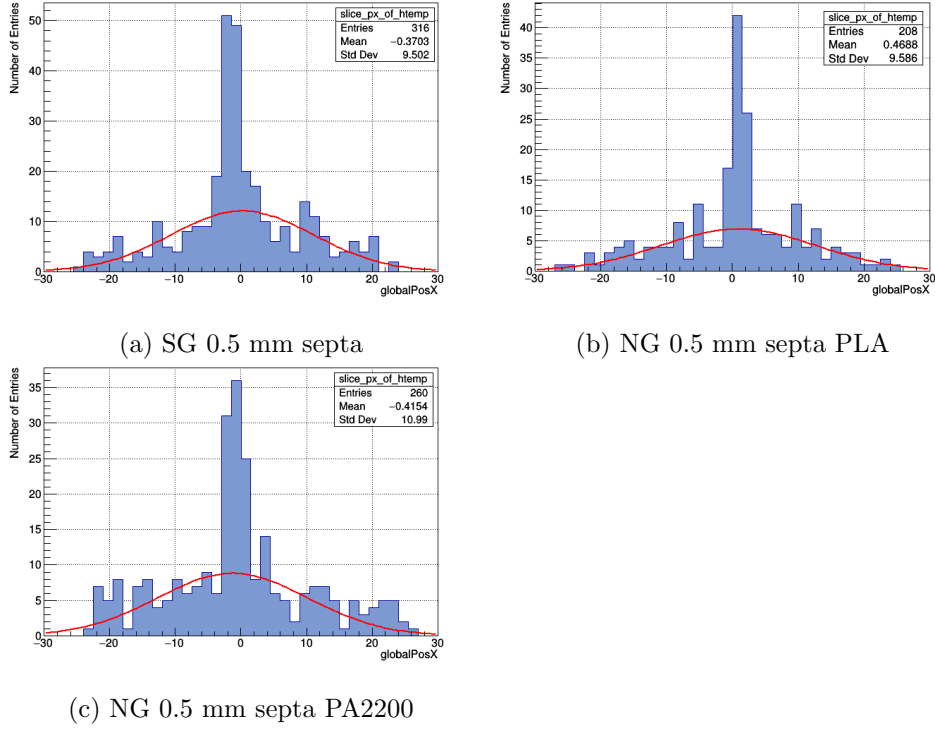 slice_px_of_htemp
Entries 316
Mean −0.3703
Std Dev 9.502
Number of Entries
50
40
30
20
10
0
−30 −20 −10 0 10 20 30
globalPosX
(a) SG 0.5 mm septa
slice_px_of_htemp
Entries 208
Mean 0.4688
Std Dev 9.586
Number of Entries
40
35
30
25
20
15
10
5
0
−30 −20 −10 0 10 20 30
globalPosX
(b) NG 0.5 mm septa PLA
slice_px_of_htemp
Entries 260
Mean −0.4154
Std Dev 10.99
Number of Entries
35
30
25
20
15
10
5
0
−30 −20 −10 0 10 20 30
globalPosX
(c) NG 0.5 mm septa PA2200